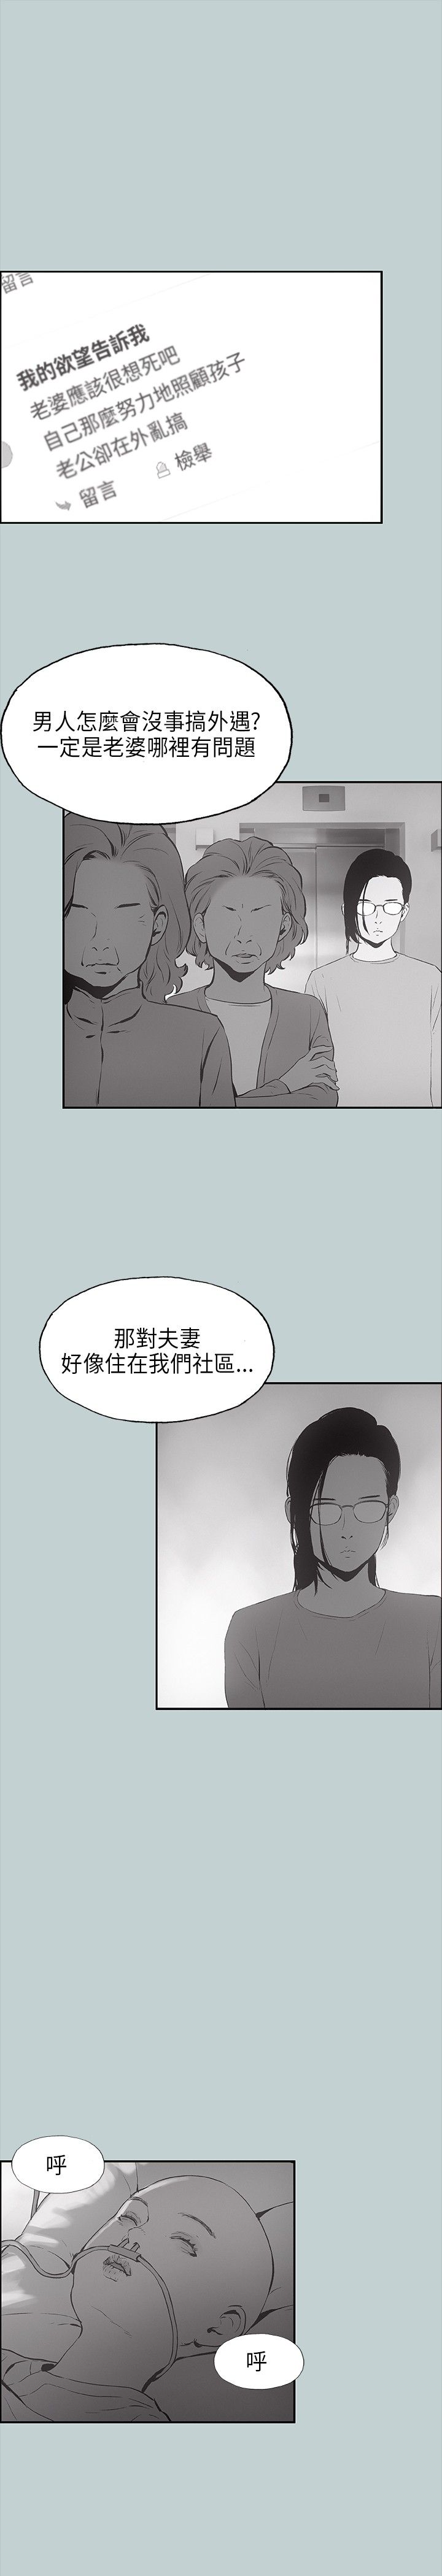 留言
我的欲望告訴我
老婆應該很想死吧
自己那麼努力地照顧孩子
老公卻在外亂搞
留言 檢舉
男人怎麼會沒事搞外遇?
一定是老婆哪裡有問題
那對夫妻
好像住在我們社區...
呼
呼